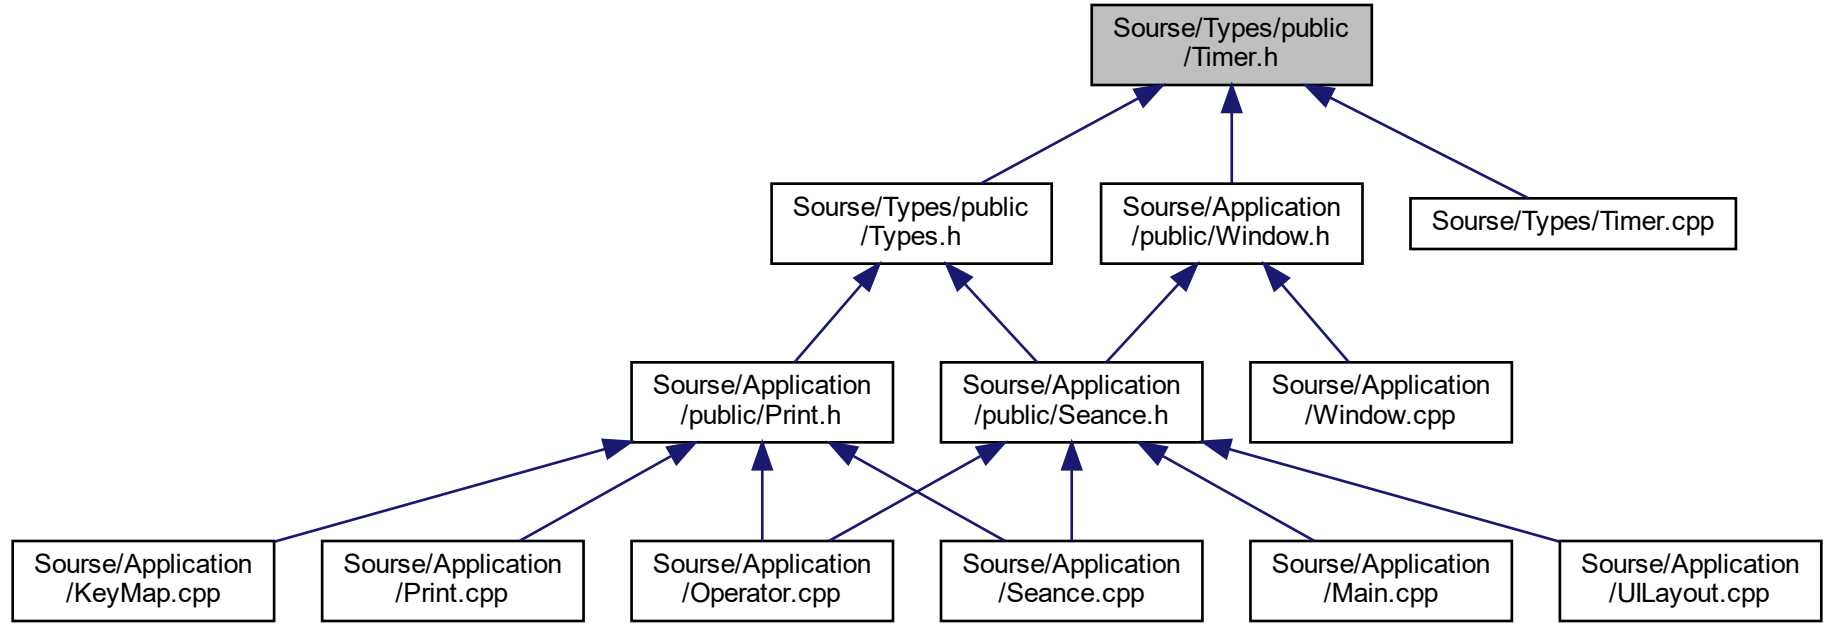 Sourse/Types/public
/Timer.h
Sourse/Types/public
/Types.h
Sourse/Application
/public/Window.h
Sourse/Types/Timer.cpp
Sourse/Application
/public/Print.h
Sourse/Application
/public/Seance.h
Sourse/Application
/Window.cpp
Sourse/Application
/KeyMap.cpp
Sourse/Application
/Print.cpp
Sourse/Application
/Operator.cpp
Sourse/Application
/Seance.cpp
Sourse/Application
/Main.cpp
Sourse/Application
/UILayout.cpp